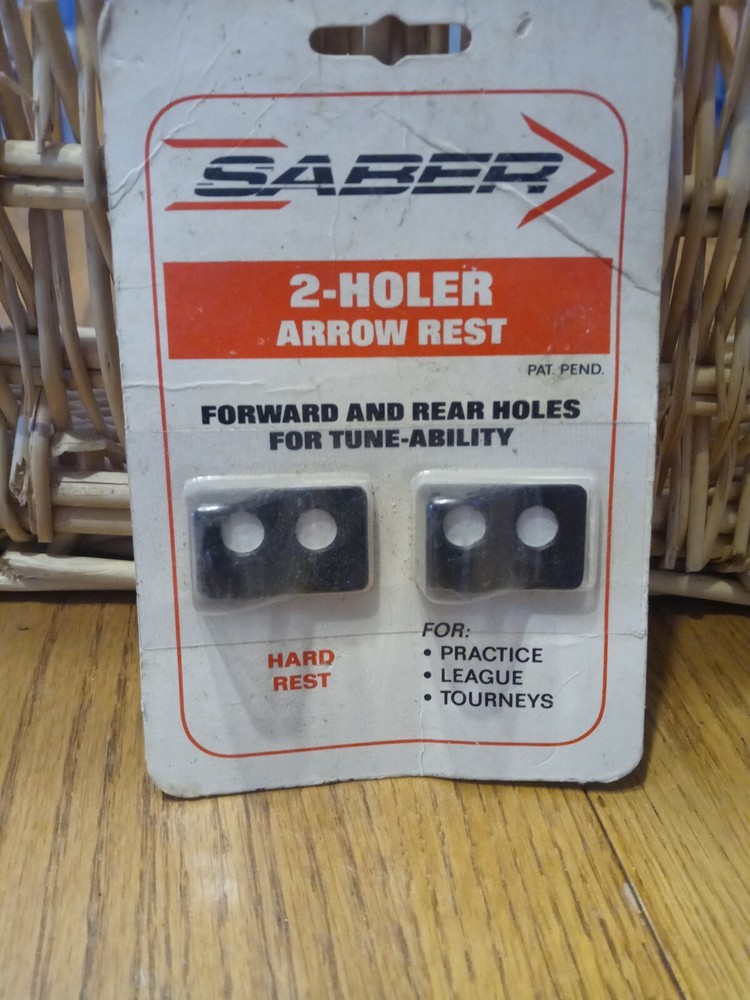 SABER
2-HOLER
ARROW REST
PAT. PEND.
FORWARD AND REAR HOLES
FOR TUNE-ABILITY
HARD
REST
FOR:
• PRACTICE
• LEAGUE
• TOURNEYS